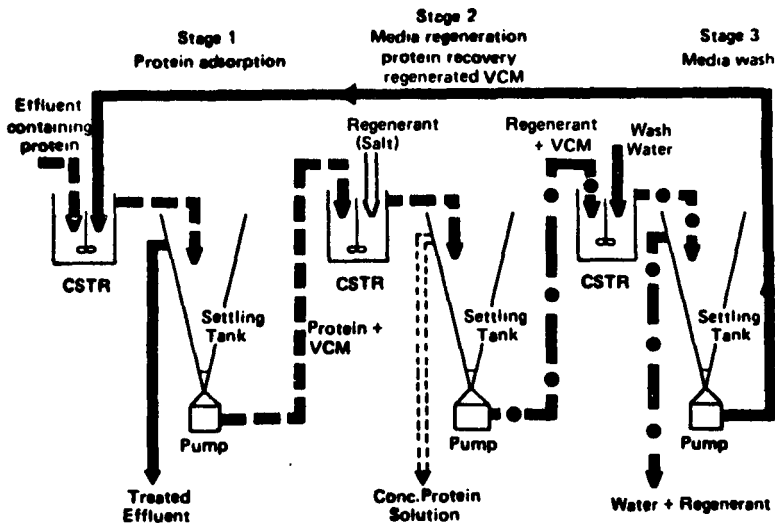 Stage 1
Protein adsorption
Stage 2
Media regeneration
protein recovery
regenerated VCM
Stage 3
Media wash
Effluent
containing
protein
Regenerant
(Salt)
Regenerant
+ VCM
Wash
Water
CSTR
CSTR
CSTR
Settling
Tank
Protein +
VCM
Settling
Tank
Settling
Tank
Pump
Pump
Pump
Treated
Effluent
Conc. Protein
Solution
Water + Regenerant